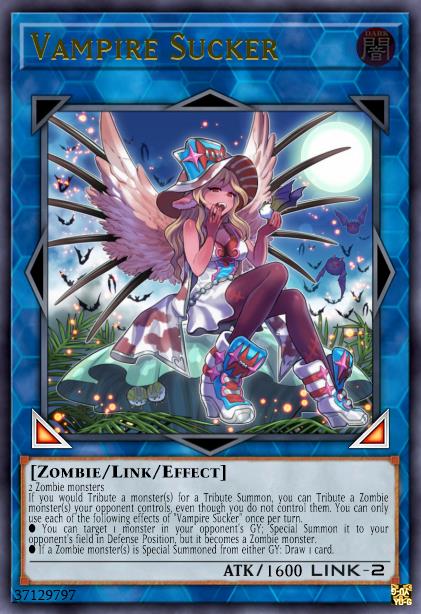 Vampire Sucker
DARK
闇
[Zombie/Link/Effect]
2 Zombie monsters
If you would Tribute a monster(s) for a Tribute Summon, you can Tribute a Zombie
monster(s) your opponent controls, even though you do not control them. You can only
use each of the following effects of "Vampire Sucker" once per turn.
● You can target 1 monster in your opponent's GY; Special Summon it to your
opponent's field in Defense Position, but it becomes a Zombie monster.
● If a Zombie monster(s) is Special Summoned from either GY: Draw 1 card.
ATK/1600 LINK-2
37129797